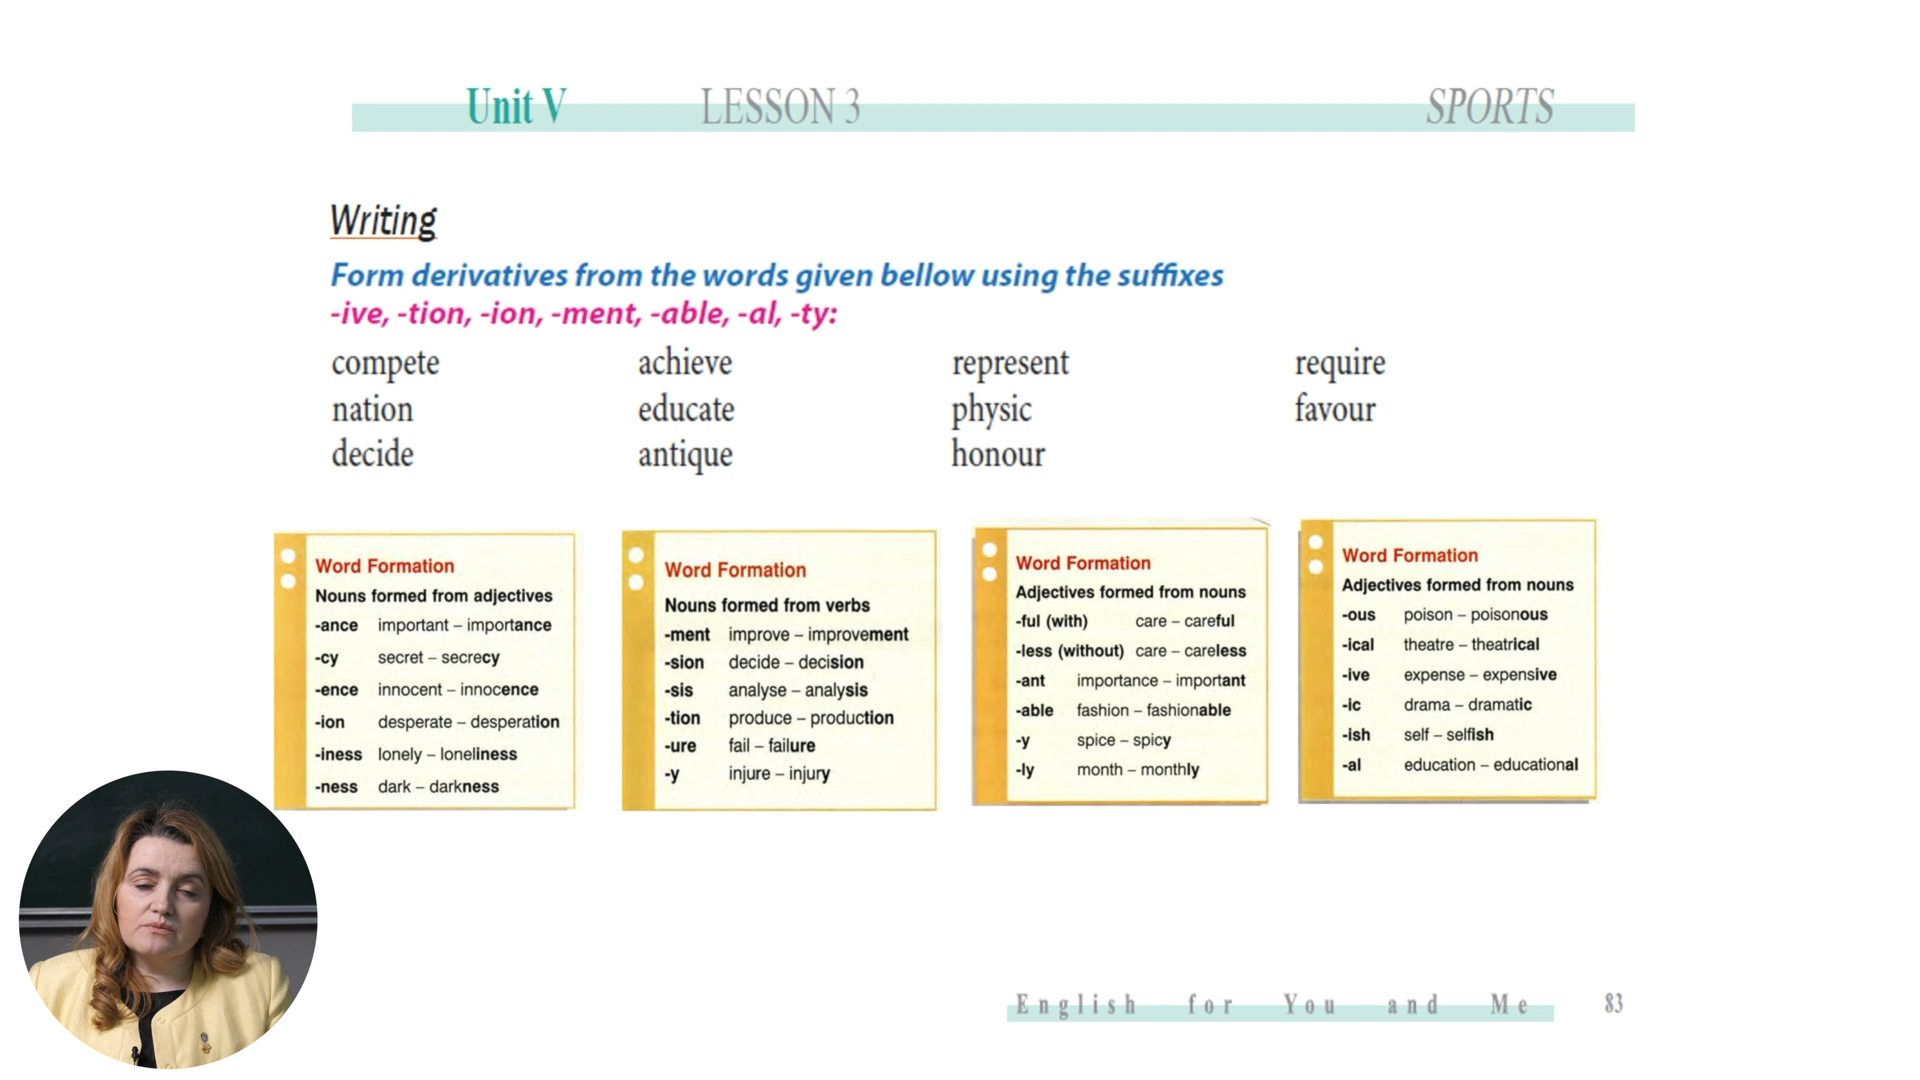 Unit V LESSON 3 SPORTS
Writing
Form derivatives from the words given bellow using the suffixes
-ive, -tion, -ion, -ment, -able, -al, -ty:
compete achieve represent require
nation educate physic favour
decide antique honour
Word Formation
Nouns formed from adjectives
-ance important – importance
-cy secret – secrecy
-ence innocent – innocence
-ion desperate – desperation
-iness lonely – loneliness
-ness dark – darkness
Word Formation
Nouns formed from verbs
-ment improve – improvement
-sion decide – decision
-sis analyse – analysis
-tion produce – production
-ure fail – failure
-y injure – injury
Word Formation
Adjectives formed from nouns
-ful (with) care – careful
-less (without) care – careless
-ant importance – important
-able fashion – fashionable
-y spice – spicy
-ly month – monthly
Word Formation
Adjectives formed from nouns
-ous poison – poisonous
-ical theatre – theatrical
-ive expense – expensive
-ic drama – dramatic
-ish self – selfish
-al education – educational
English for You and Me 83